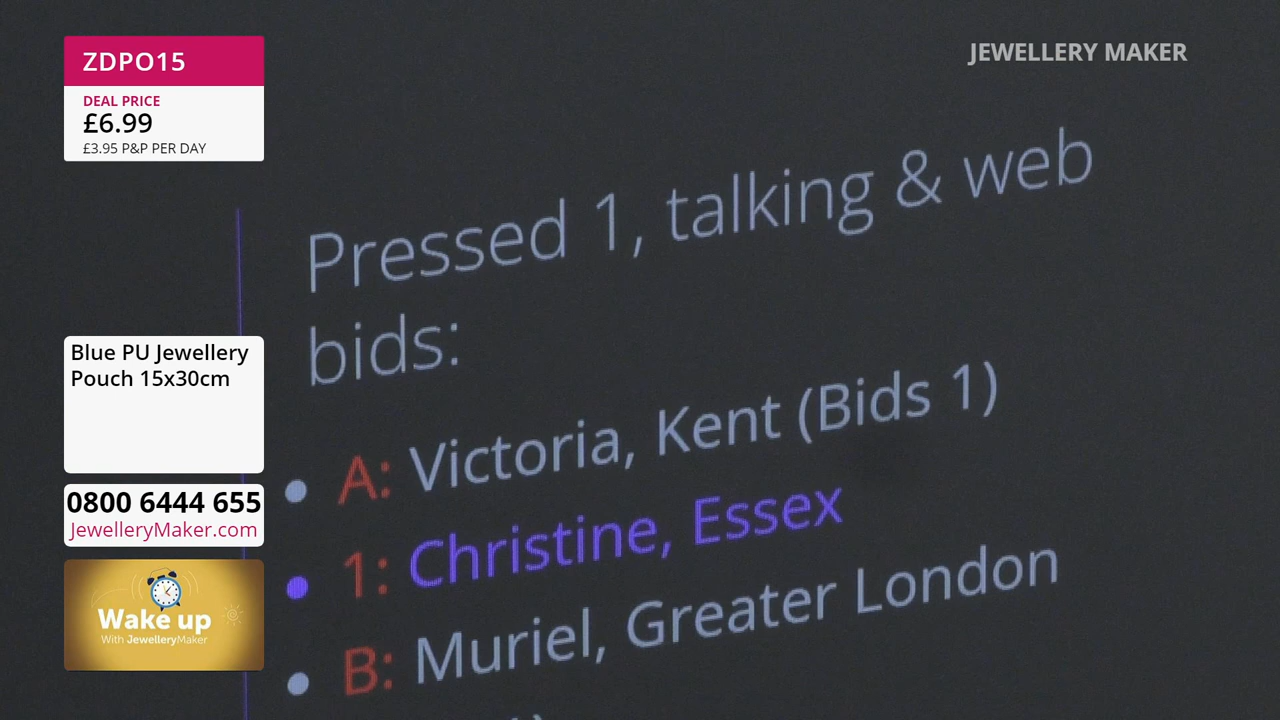 ZDPO15
DEAL PRICE
£6.99
£3.95 P&P PER DAY
JEWELLERY MAKER
Pressed 1, talking & web
bids:
A: Victoria, Kent (Bids 1)
1: Christine, Essex
B: Muriel, Greater London
Blue PU Jewellery
Pouch 15x30cm
0800 6444 655
JewelleryMaker.com
Wake up
With JewelleryMaker